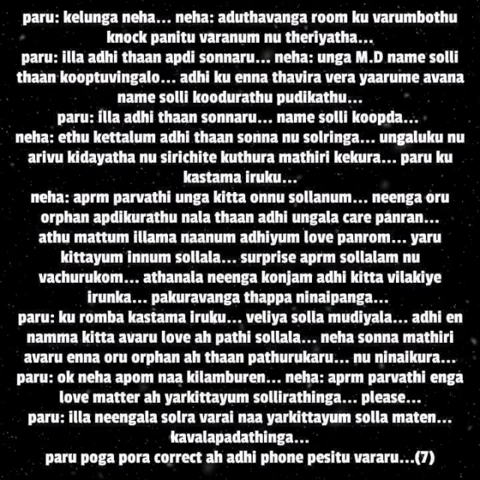 paru: kelunga neha... neha: aduthavanga room ku varumbothu
knock panitu varanum nu theriyatha...
paru: illa adhi thaan apdi sonnaru... neha: unga M.D name solli
thaan kooptuvingalo... adhi ku enna thavira vera yaarume avana
name solli koodurathu pudikathu...
paru: illa adhi thaan sonnaru... name solli koopda...
neha: ethu kettalum adhi thaan sonna nu solringa... ungaluku nu
arivu kidayatha nu sirichite kuthura mathiri kekura... paru ku
kastama iruku...
neha: aprm parvathi unga kitta onnu sollanum... neenga oru
orphan apdikurathu nala thaan adhi ungala care panran...
athu mattum illama naanum adhiyum love panrom... yaru
kittayum innum sollala... surprise aprm sollalam nu
vachurukom... athanala neenga konjam adhi kitta vilakiye
irunka... pakuravanga thappa ninaipanga...
paru: ku romba kastama iruku... veliya solla mudiyala... adhi en
namma kitta avaru love ah pathi sollala... neha sonna mathiri
avaru enna oru orphan ah thaan pathurukaru... nu ninaikura...
paru: ok neha apom naa kilamburen... neha: aprm parvathi enga
love matter ah yarkittayum sollirathinga... please...
paru: illa neengala solra varai naa yarkittayum solla maten...
kavalapadathinga...
paru poga pora correct ah adhi phone pesitu vararu...(7)